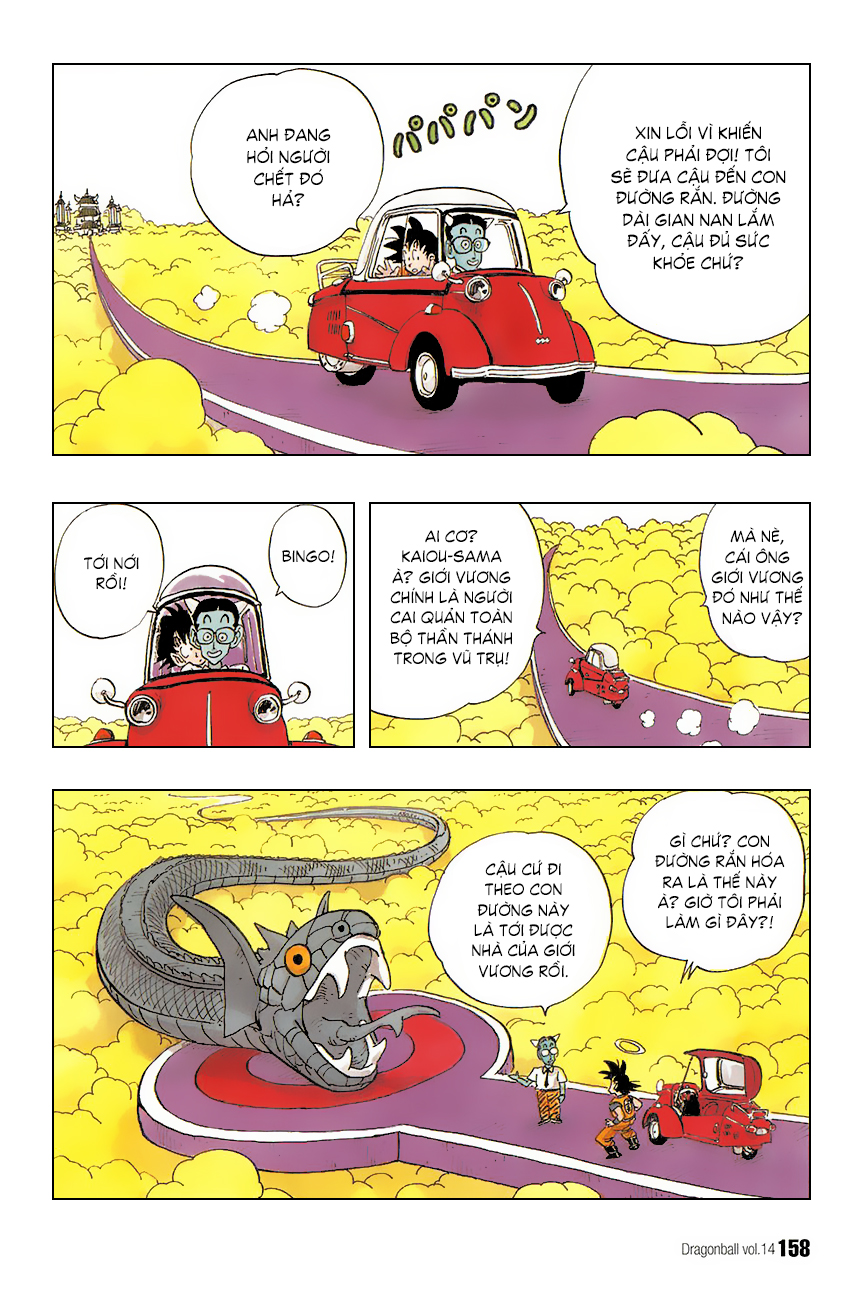 XIN LỖI VÌ KHIẾN
CẬU PHẢI ĐỢI! TÔI
SẼ ĐƯA CẬU ĐẾN CON
ĐƯỜNG RẮN. ĐƯỜNG
DÀI GIAN NAN LẮM
ĐẤY, CẬU ĐỦ SỨC
KHỎE CHỨ?
パパパン
ANH ĐANG
HỎI NGƯỜI
CHẾT ĐÓ
HẢ?
MÀ NÈ,
CÁI ÔNG
GIỚI VƯƠNG
ĐÓ NHƯ THẾ
NÀO VẬY?
AI CƠ?
KAIOU-SAMA
À? GIỚI VƯƠNG
CHÍNH LÀ NGƯỜI
CAI QUẢN TOÀN
BỘ THẦN THÁNH
TRONG VŨ TRỤ!
BINGO!
TỚI NƠI
RỒI!
GÌ CHỨ? CON
ĐƯỜNG RẮN HÓA
RA LÀ THẾ NÀY
À? GIỜ TÔI PHẢI
LÀM GÌ ĐÂY?!
CẬU CỨ ĐI
THEO CON
ĐƯỜNG NÀY
LÀ TỚI ĐƯỢC
NHÀ CỦA GIỚI
VƯƠNG RỒI.
Dragonball vol.14 158